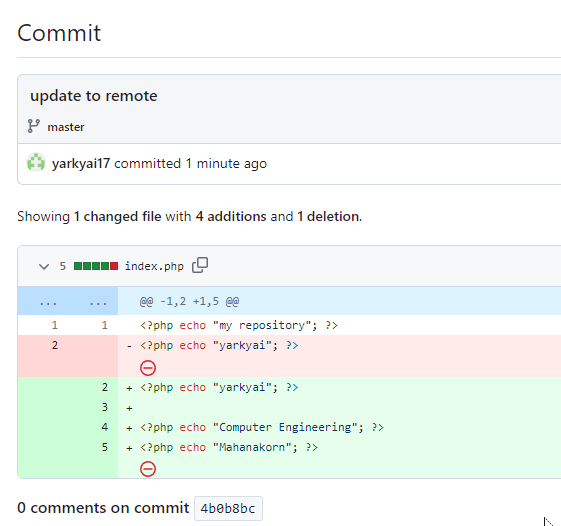 Commit
update to remote
master
yarkyai17 committed 1 minute ago
Showing 1 changed file with 4 additions and 1 deletion.
5 index.php
... ... @@ -1,2 +1,5 @@
1 1 <?php echo "my repository"; ?>
2 - <?php echo "yarkyai"; ?>
2 + <?php echo "yarkyai"; ?>
3 +
4 + <?php echo "Computer Engineering"; ?>
5 + <?php echo "Mahanakorn"; ?>
0 comments on commit 4b0b8bc